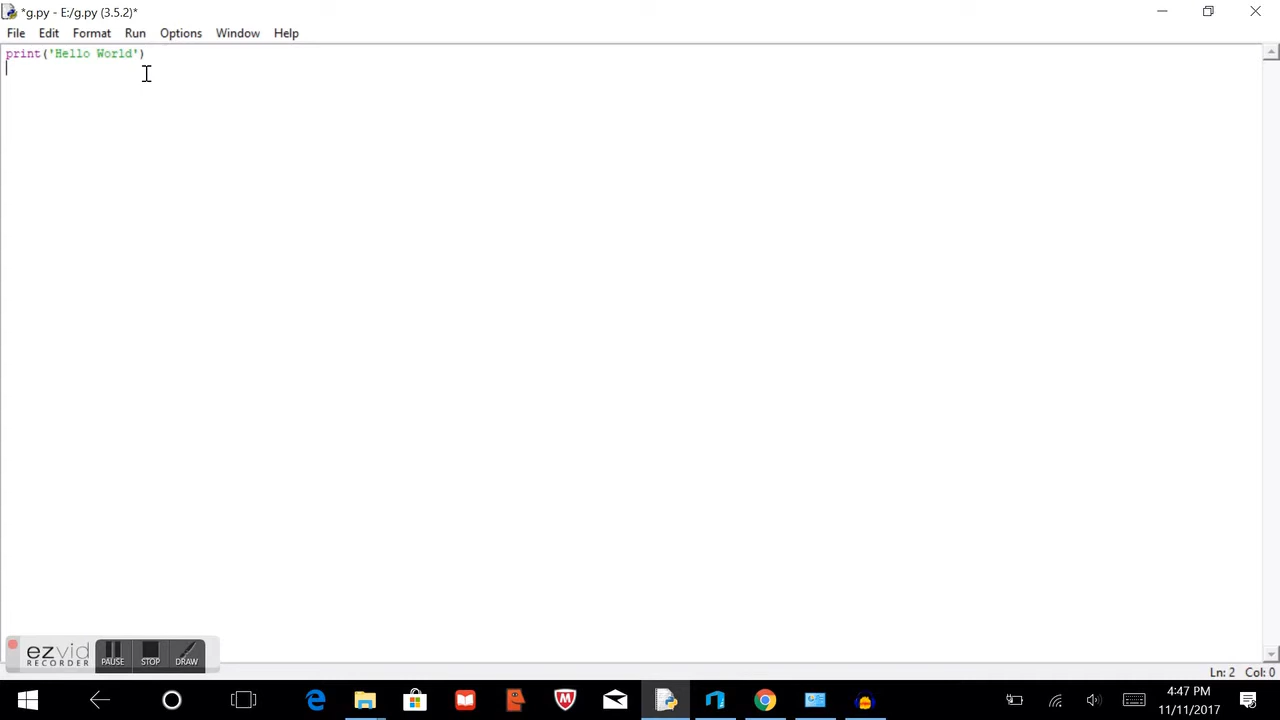 *g.py - E:/g.py (3.5.2)*
File Edit Format Run Options Window Help
print('Hello World')
ezvid
RECORDER
PAUSE STOP DRAW
Ln: 2 Col: 0
4:47 PM
11/11/2017